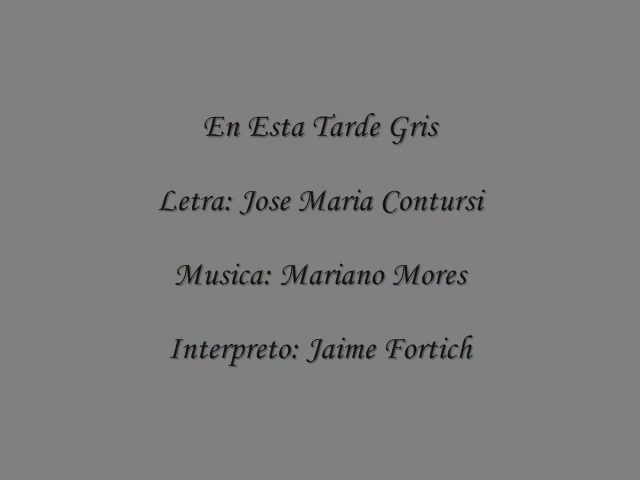 En Esta Tarde Gris
Letra: Jose Maria Contursi
Musica: Mariano Mores
Interpreto: Jaime Fortich